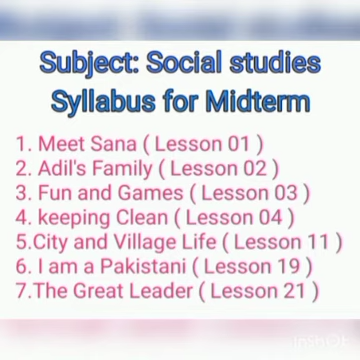 Subject: Social studies
Syllabus for Midterm
1. Meet Sana ( Lesson 01 )
2. Adil's Family ( Lesson 02 )
3. Fun and Games ( Lesson 03 )
4. keeping Clean ( Lesson 04 )
5.City and Village Life ( Lesson 11 )
6. I am a Pakistani ( Lesson 19 )
7.The Great Leader ( Lesson 21 )